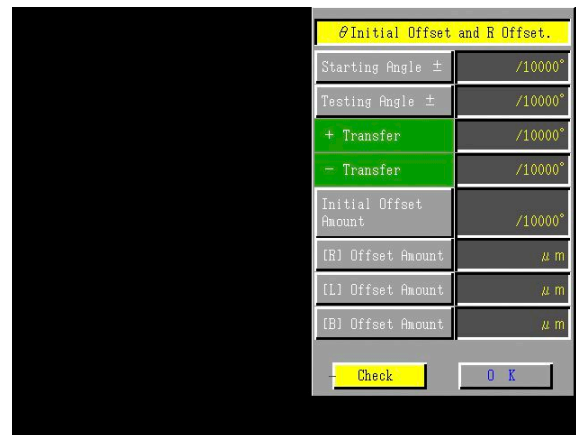 θInitial Offset and R Offset.
Starting Angle ± /10000°
Testing Angle ± /10000°
+ Transfer /10000°
- Transfer /10000°
Initial Offset
Amount /10000°
[R] Offset Amount μm
[L] Offset Amount μm
[B] Offset Amount μm
Check O K